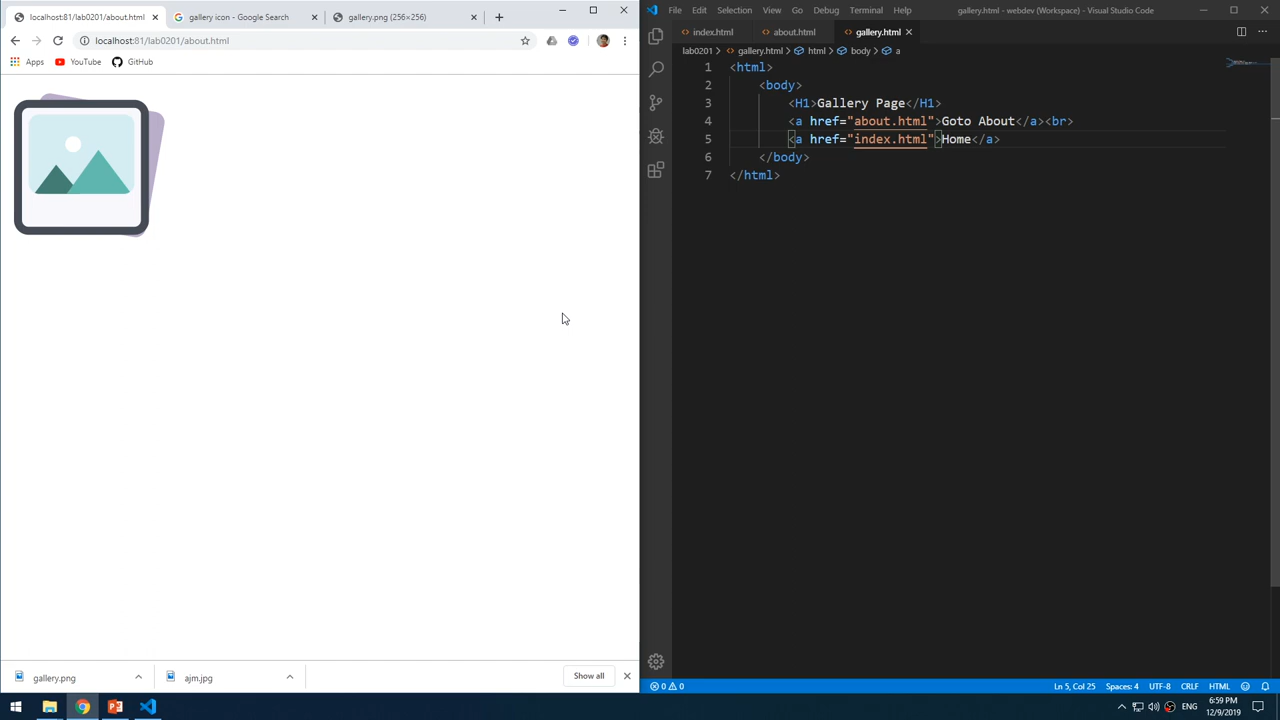 localhost:81/lab0201/about.html
gallery icon - Google Search
gallery.png (256×256)
localhost:81/lab0201/about.html
Apps
YouTube
GitHub
gallery.png
ajm.jpg
Show all
File Edit Selection View Go Debug Terminal Help
gallery.html - webdev (Workspace) - Visual Studio Code
index.html
about.html
gallery.html
lab0201 > gallery.html > html > body > a
1 <html>
2 <body>
3 <H1>Gallery Page</H1>
4 <a href="about.html">Goto About</a><br>
5 <a href="index.html">Home</a>
6 </body>
7 </html>
0 0
Ln 5, Col 25 Spaces: 4 UTF-8 CRLF HTML
ENG
6:59 PM
12/9/2019